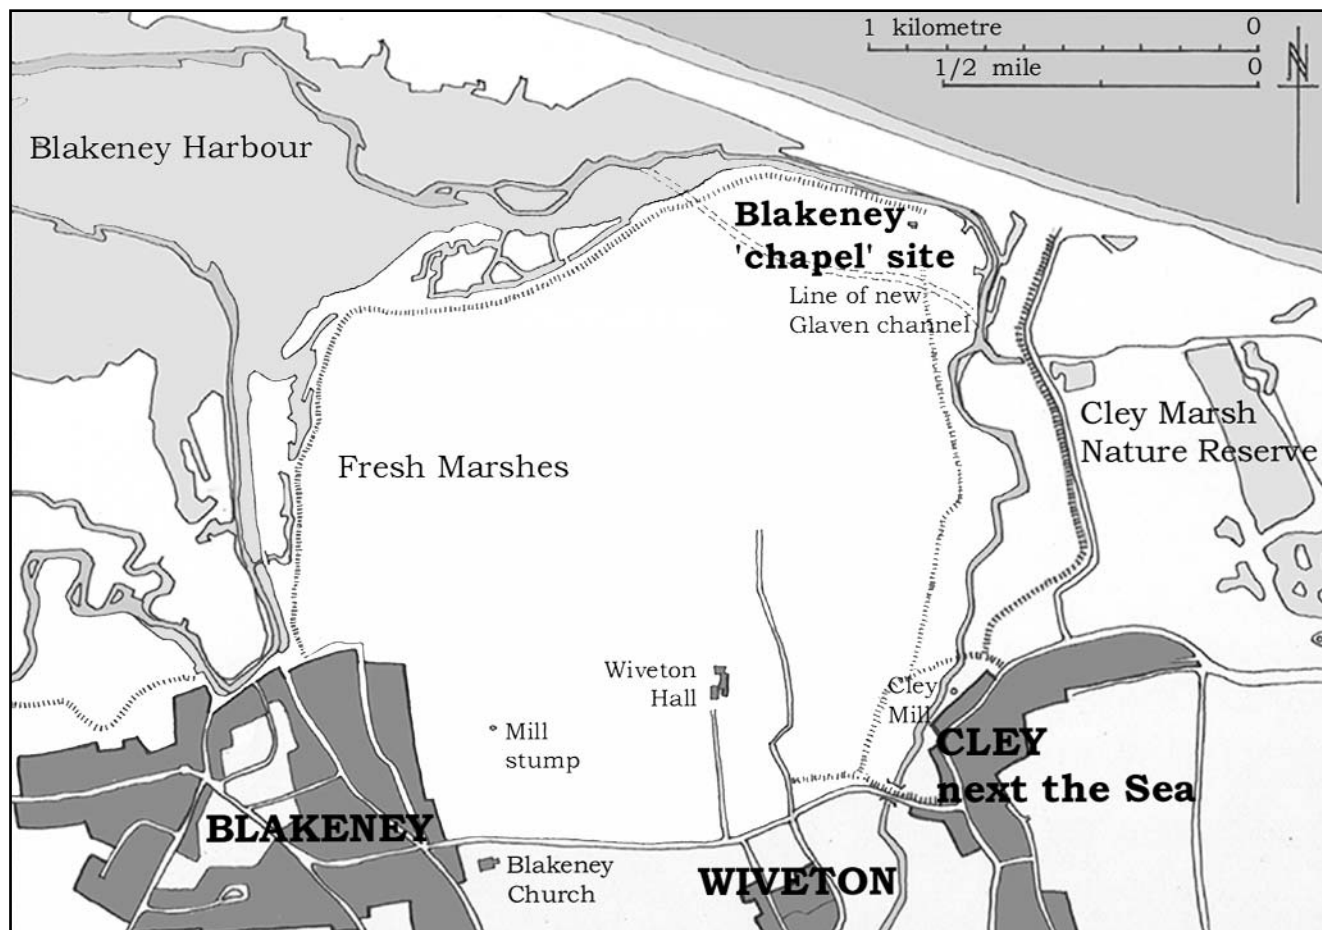 1 kilometre 0
1/2 mile 0
N
Blakeney Harbour
Blakeney
'chapel' site
Line of new
Glaven channel
Cley Marsh
Nature Reserve
Fresh Marshes
Wiveton
Hall
Cley
Mill
Mill
stump
CLEY
next the Sea
BLAKENEY
Blakeney
Church
WIVETON